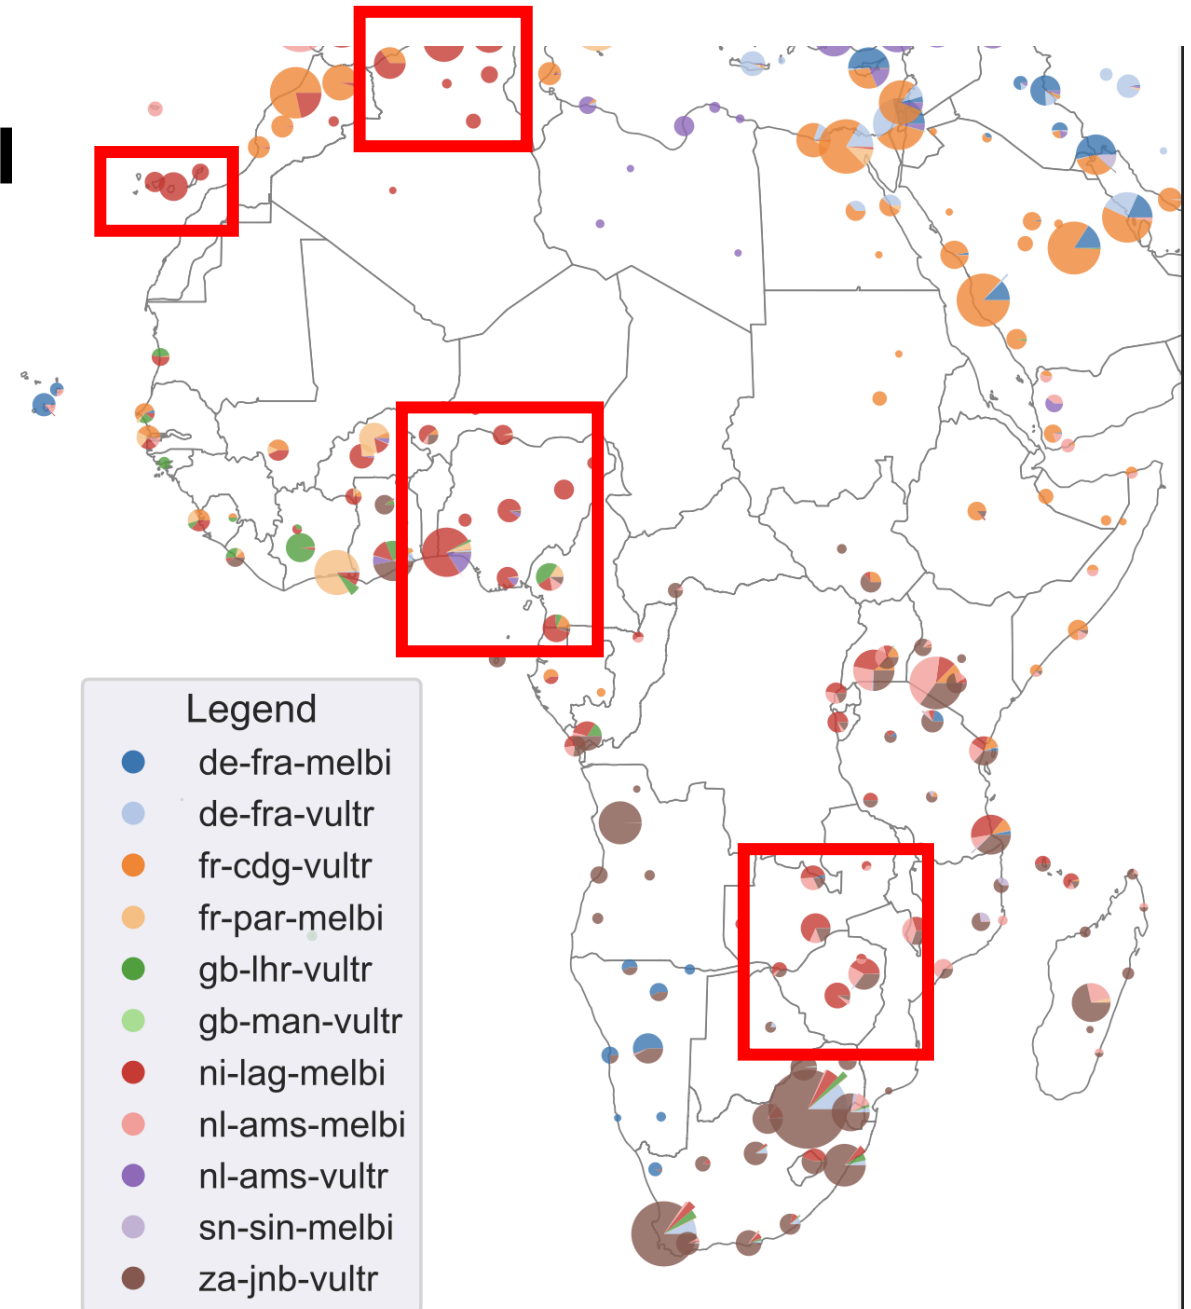 Legend
de-fra-melbi
de-fra-vultr
fr-cdg-vultr
fr-par-melbi
gb-lhr-vultr
gb-man-vultr
ni-lag-melbi
nl-ams-melbi
nl-ams-vultr
sn-sin-melbi
za-jnb-vultr